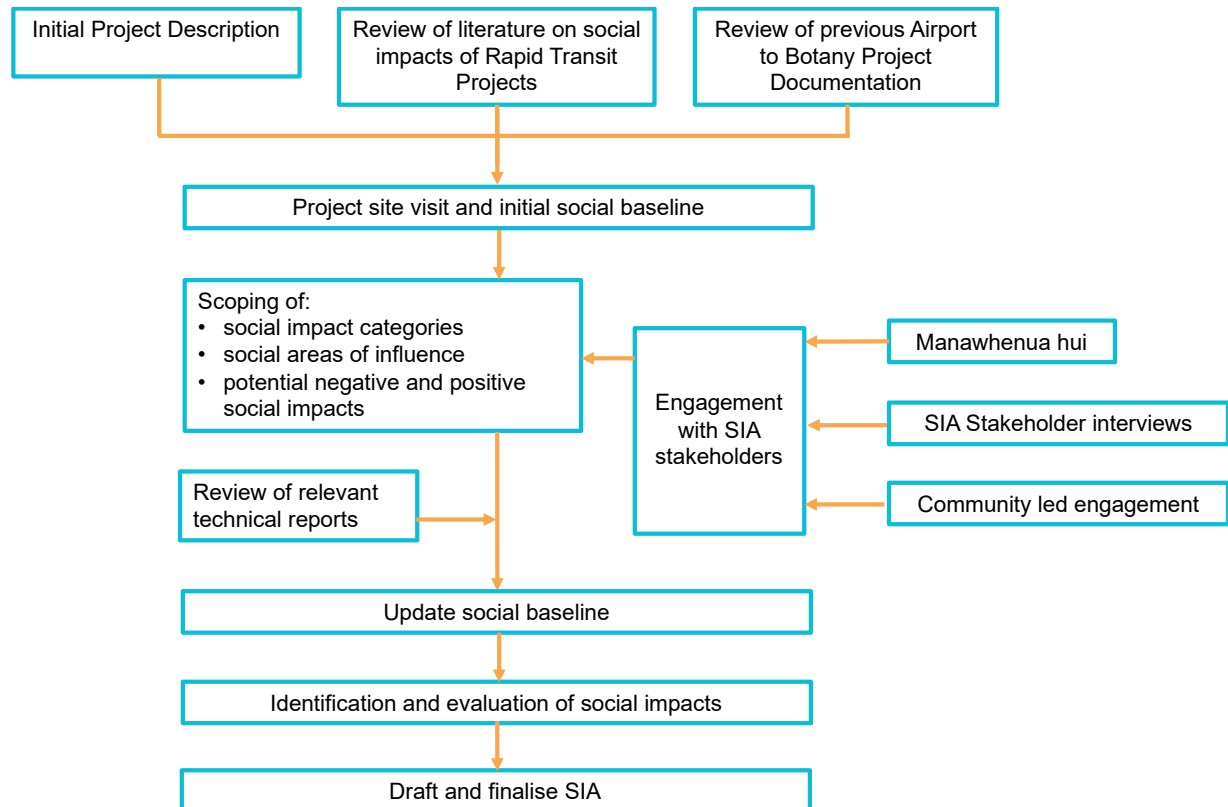 Initial Project Description
Review of literature on social
impacts of Rapid Transit
Projects
Review of previous Airport
to Botany Project
Documentation
Project site visit and initial social baseline
Scoping of:
• social impact categories
• social areas of influence
• potential negative and positive
social impacts
Engagement
with SIA
stakeholders
Manawhenua hui
SIA Stakeholder interviews
Community led engagement
Review of relevant
technical reports
Update social baseline
Identification and evaluation of social impacts
Draft and finalise SIA